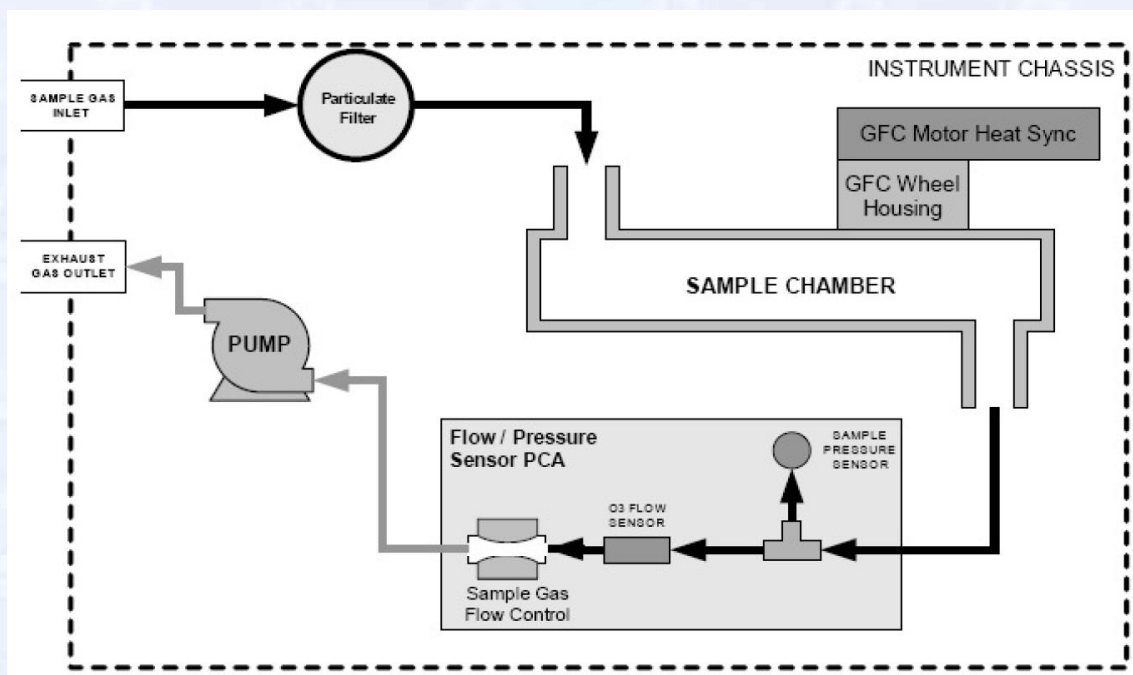 INSTRUMENT CHASSIS
SAMPLE GAS
INLET
Particulate
Filter
GFC Motor Heat Sync
GFC Wheel
Housing
EXHAUST
GAS OUTLET
SAMPLE CHAMBER
PUMP
Flow / Pressure
Sensor PCA
SAMPLE
PRESSURE
SENSOR
O3 FLOW
SENSOR
Sample Gas
Flow Control